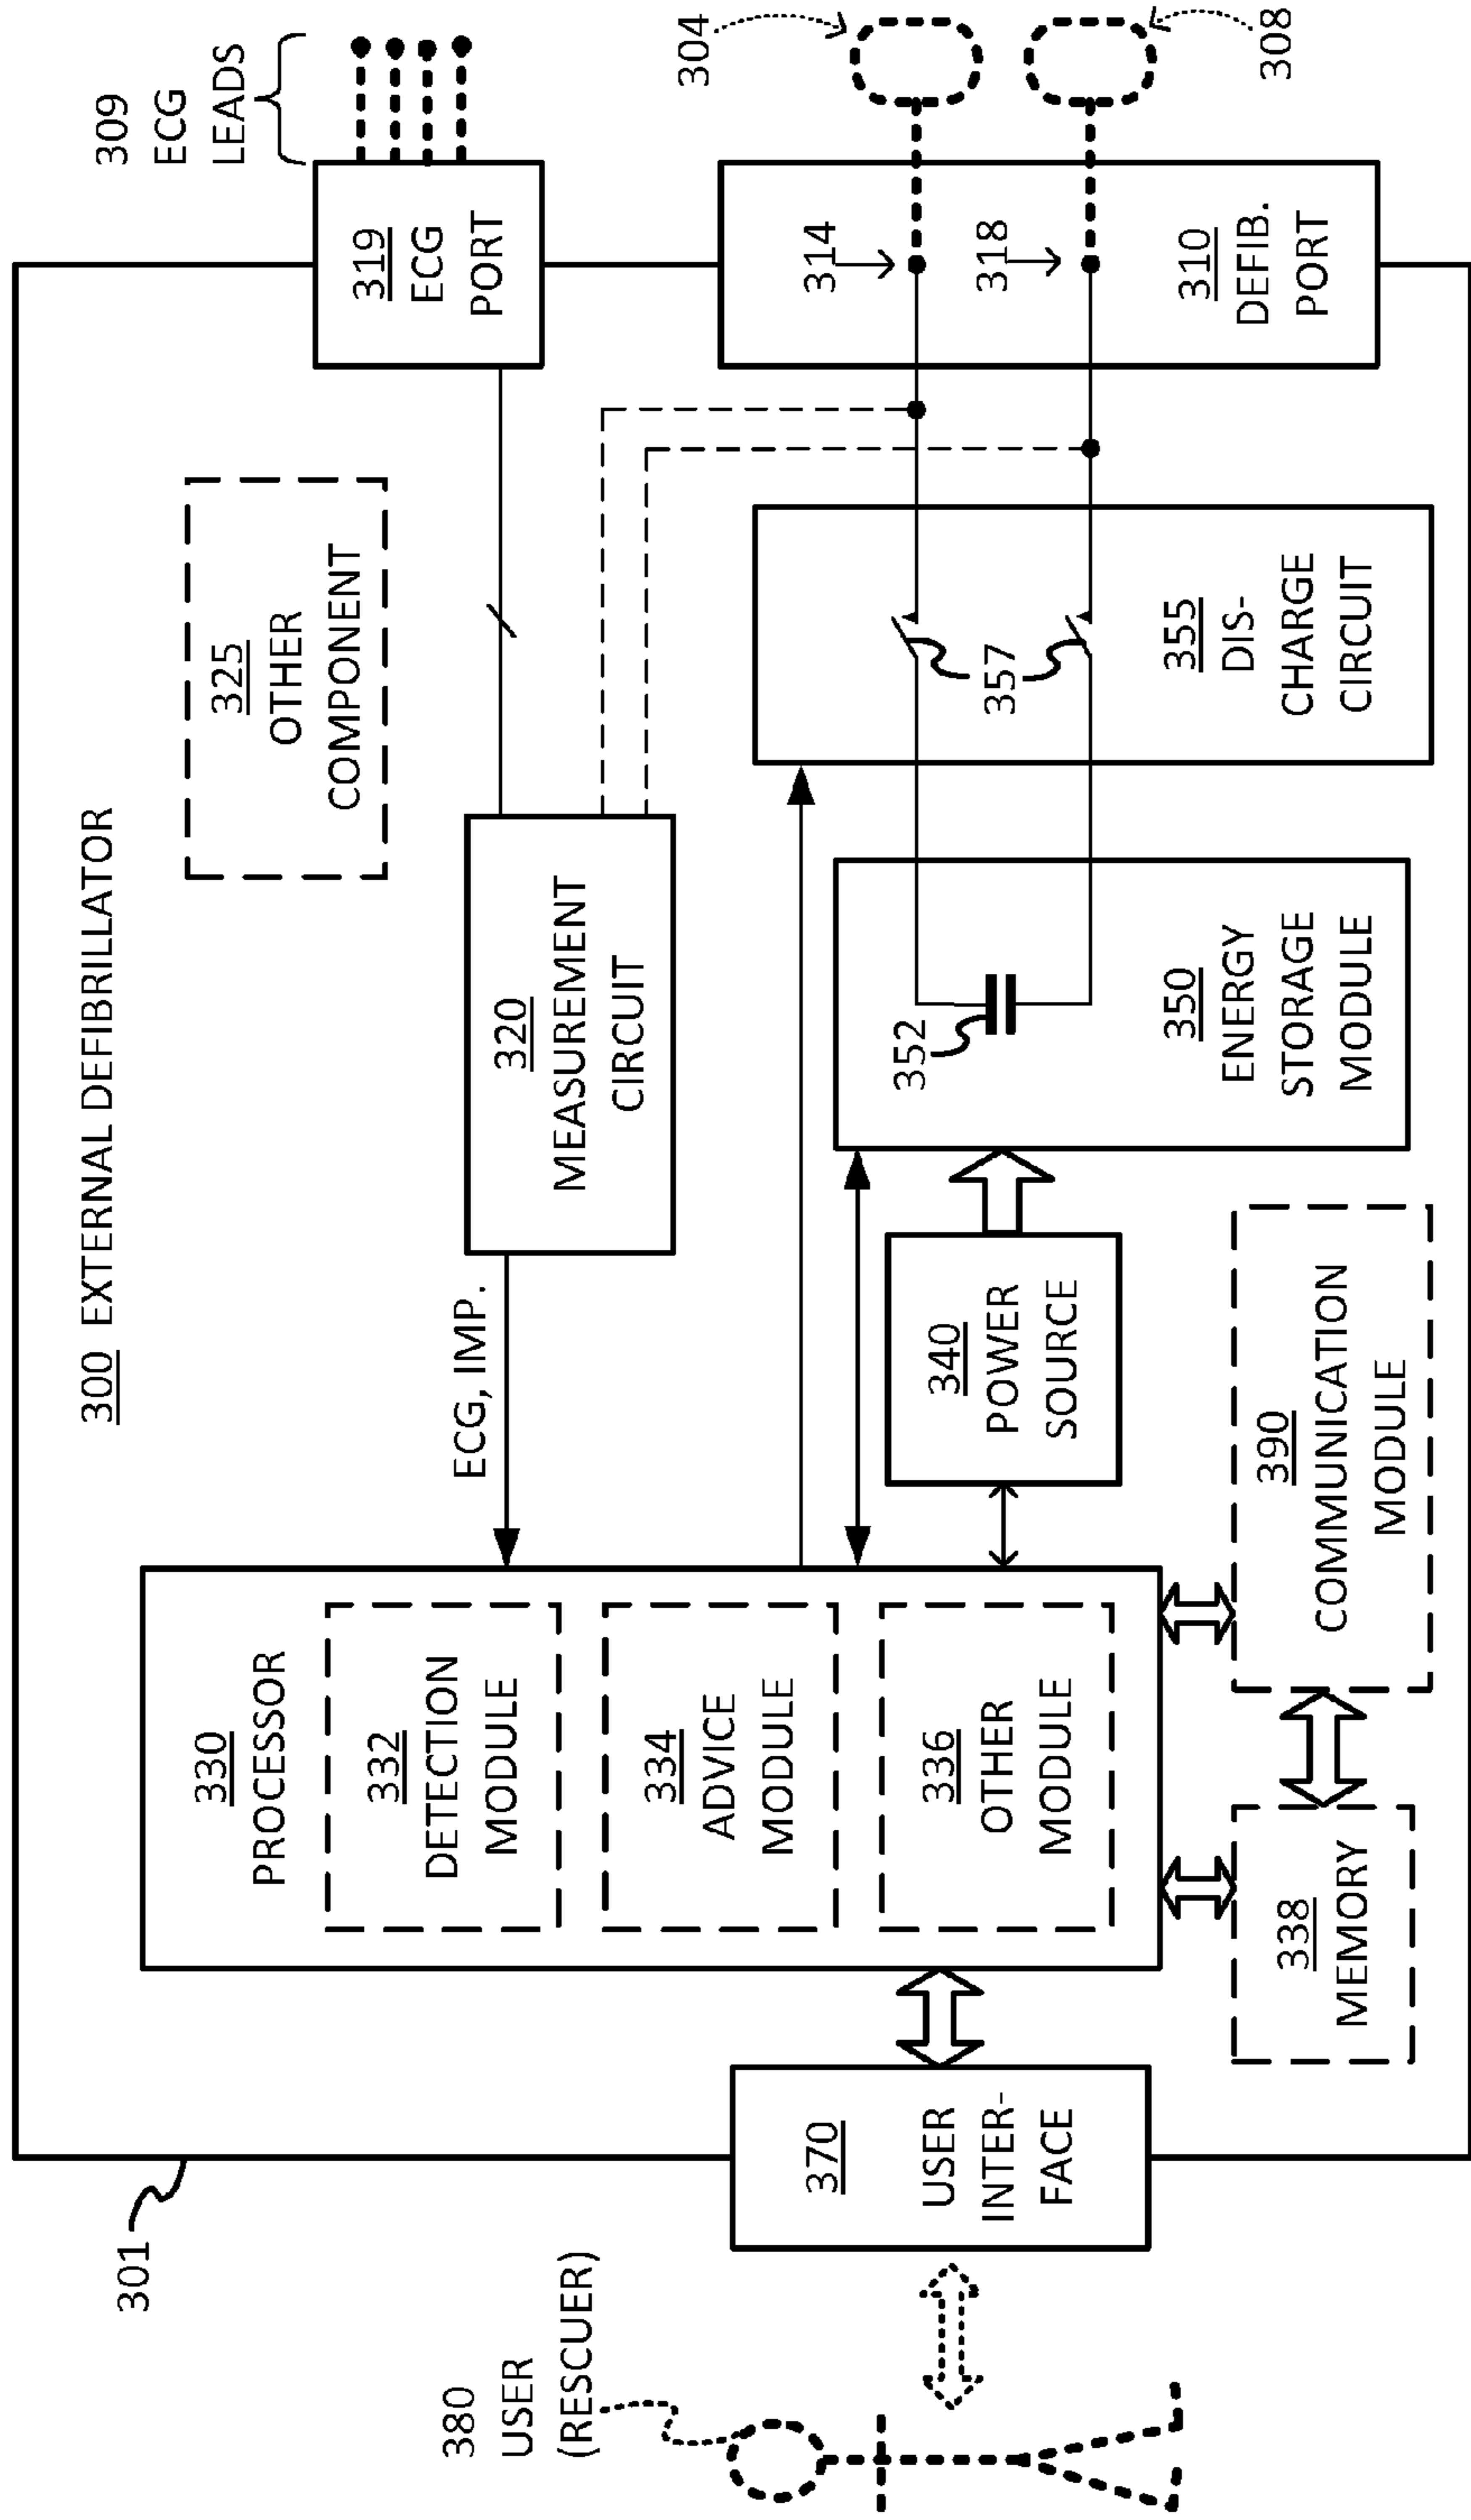 300 EXTERNAL DEFIBRILLATOR
301
309
ECG
LEADS
319
ECG
PORT
325
OTHER
COMPONENT
330
PROCESSOR
332
DETECTION
MODULE
334
ADVICE
MODULE
336
OTHER
MODULE
ECG, IMP.
320
MEASUREMENT
CIRCUIT
304
308
314
318
310
DEFIB.
PORT
380
USER
(RESCUER)
370
USER
INTER-
FACE
340
POWER
SOURCE
352
350
ENERGY
STORAGE
MODULE
357
355
DIS-
CHARGE
CIRCUIT
338
MEMORY
390
COMMUNICATION
MODULE